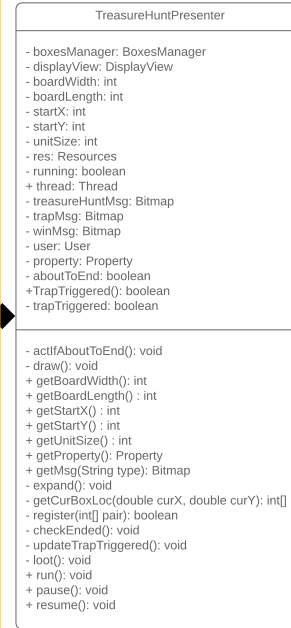 TreasureHuntPresenter
- boxesManager: BoxesManager
- displayView: DisplayView
- boardWidth: int
- boardLength: int
- startX: int
- startY: int
- unitSize: int
- res: Resources
- running: boolean
+ thread: Thread
- treasureHuntMsg: Bitmap
- trapMsg: Bitmap
- winMsg: Bitmap
- user: User
- property: Property
- aboutToEnd: boolean
+TrapTriggered(): boolean
- trapTriggered: boolean
- actIfAboutToEnd(): void
- draw(): void
+ getBoardWidth(): int
+ getBoardLength() : int
+ getStartX() : int
+ getStartY() : int
+ getUnitSize() : int
+ getProperty(): Property
+ getMsg(String type): Bitmap
- expand(): void
- getCurBoxLoc(double curX, double curY): int[]
- register(int[] pair): boolean
- checkEnded(): void
- updateTrapTriggered(): void
- loot(): void
+ run(): void
+ pause(): void
+ resume(): void